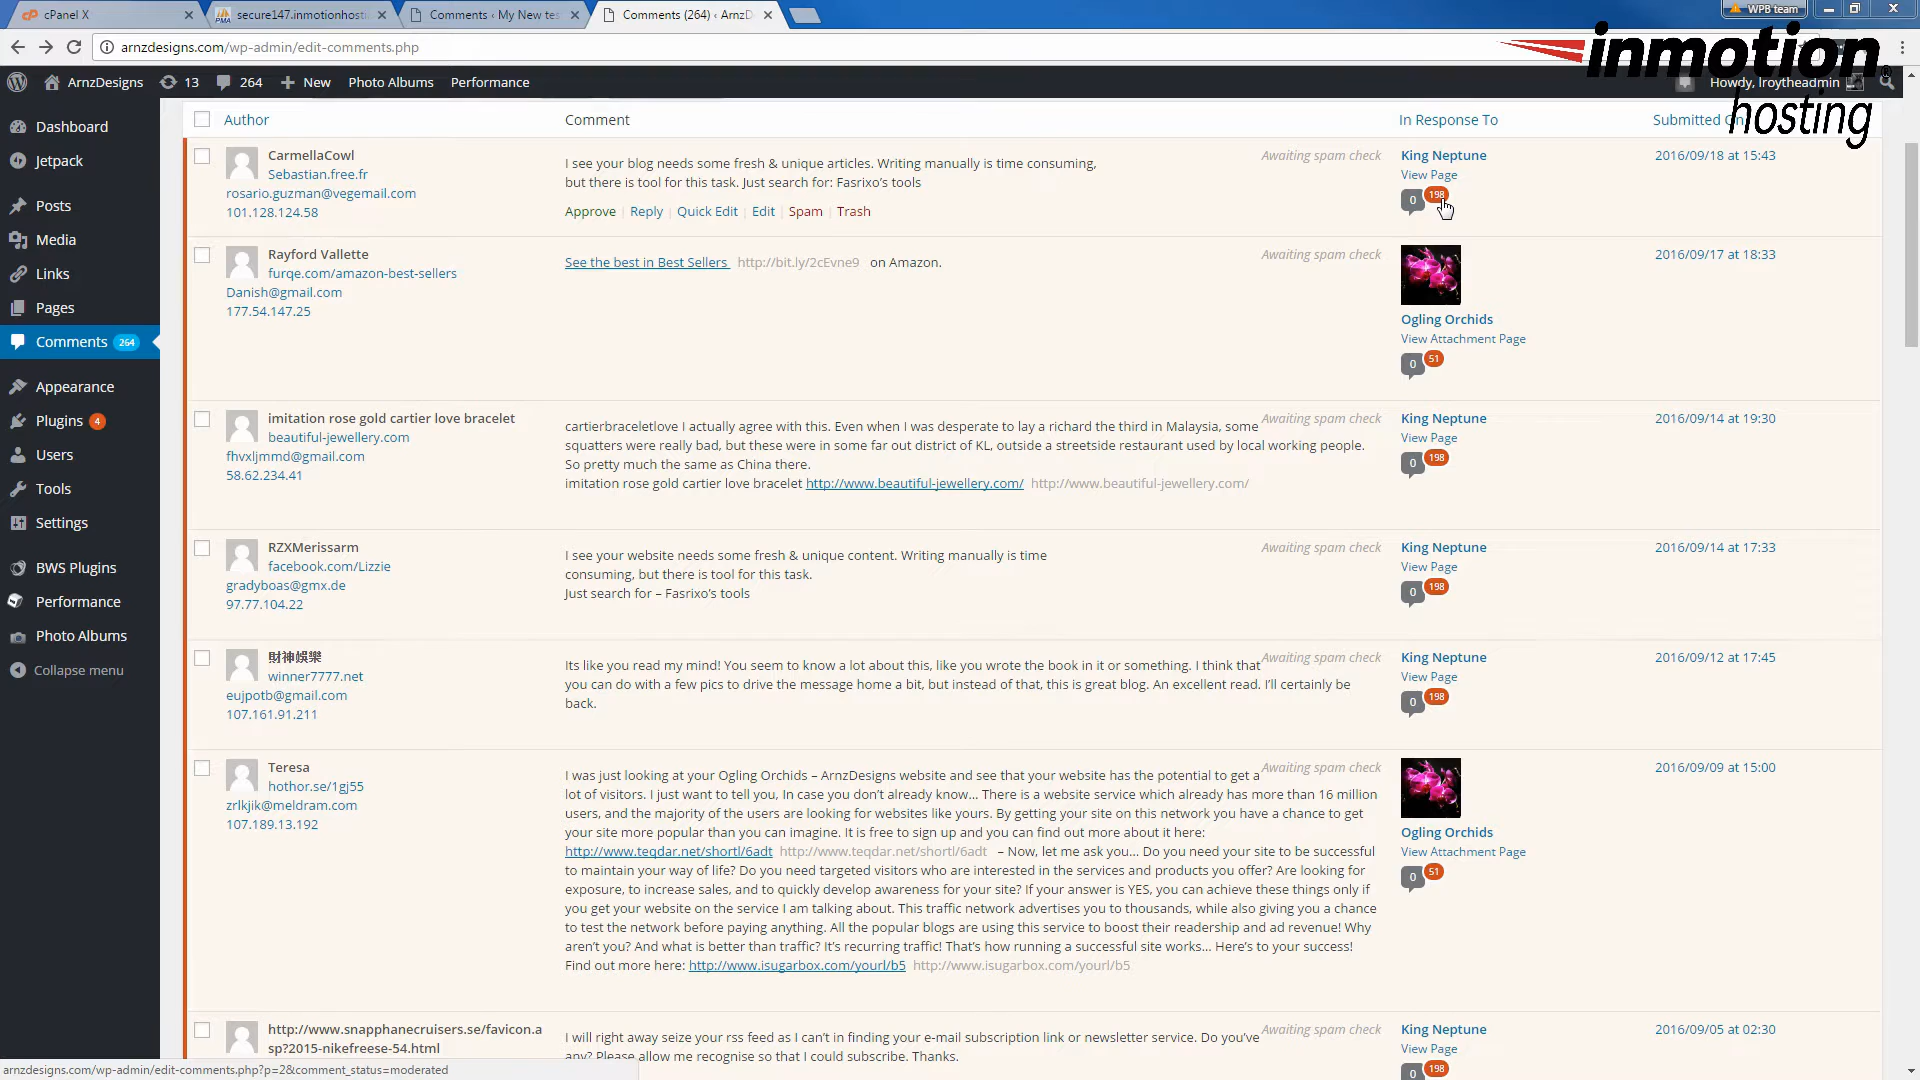 cPanel X
secure147.inmotionhosti
Comments ‹ My New tes
Comments (264) ‹ ArnzD
WPB team
arnzdesigns.com/wp-admin/edit-comments.php
inmotion®
hosting
ArnzDesigns
13
264
New
Photo Albums
Performance
Howdy, lroytheadmin
Dashboard
Jetpack
Posts
Media
Links
Pages
Comments 264
Appearance
Plugins 4
Users
Tools
Settings
BWS Plugins
Performance
Photo Albums
Collapse menu
Author
Comment
In Response To
Submitted On
CarmellaCowl
Sebastian.free.fr
rosario.guzman@vegemail.com
101.128.124.58
I see your blog needs some fresh & unique articles. Writing manually is time consuming,
but there is tool for this task. Just search for: Fasrixo's tools
Approve | Reply | Quick Edit | Edit | Spam | Trash
Awaiting spam check
King Neptune
View Page
0 198
2016/09/18 at 15:43
Rayford Vallette
furqe.com/amazon-best-sellers
Danish@gmail.com
177.54.147.25
See the best in Best Sellers http://bit.ly/2cEvne9 on Amazon.
Awaiting spam check
Ogling Orchids
View Attachment Page
0 51
2016/09/17 at 18:33
imitation rose gold cartier love bracelet
beautiful-jewellery.com
fhvxljmmd@gmail.com
58.62.234.41
cartierbraceletlove I actually agree with this. Even when I was desperate to lay a richard the third in Malaysia, some
squatters were really bad, but these were in some far out district of KL, outside a streetside restaurant used by local working people.
So pretty much the same as China there.
imitation rose gold cartier love bracelet http://www.beautiful-jewellery.com/ http://www.beautiful-jewellery.com/
Awaiting spam check
King Neptune
View Page
0 198
2016/09/14 at 19:30
RZXMerissarm
facebook.com/Lizzie
gradyboas@gmx.de
97.77.104.22
I see your website needs some fresh & unique content. Writing manually is time
consuming, but there is tool for this task.
Just search for – Fasrixo's tools
Awaiting spam check
King Neptune
View Page
0 198
2016/09/14 at 17:33
財神娛樂
winner7777.net
eujpotb@gmail.com
107.161.91.211
Its like you read my mind! You seem to know a lot about this, like you wrote the book in it or something. I think that
you can do with a few pics to drive the message home a bit, but instead of that, this is great blog. An excellent read. I'll certainly be
back.
Awaiting spam check
King Neptune
View Page
0 198
2016/09/12 at 17:45
Teresa
hothor.se/1gj55
zrlkjik@meldram.com
107.189.13.192
I was just looking at your Ogling Orchids – ArnzDesigns website and see that your website has the potential to get a
lot of visitors. I just want to tell you, In case you don't already know… There is a website service which already has more than 16 million
users, and the majority of the users are looking for websites like yours. By getting your site on this network you have a chance to get
your site more popular than you can imagine. It is free to sign up and you can find out more about it here:
http://www.teqdar.net/shortl/6adt http://www.teqdar.net/shortl/6adt – Now, let me ask you… Do you need your site to be successful
to maintain your way of life? Do you need targeted visitors who are interested in the services and products you offer? Are looking for
exposure, to increase sales, and to quickly develop awareness for your site? If your answer is YES, you can achieve these things only if
you get your website on the service I am talking about. This traffic network advertises you to thousands, while also giving you a chance
to test the network before paying anything. All the popular blogs are using this service to boost their readership and ad revenue! Why
aren't you? And what is better than traffic? It's recurring traffic! That's how running a successful site works… Here's to your success!
Find out more here: http://www.isugarbox.com/yourl/b5 http://www.isugarbox.com/yourl/b5
Awaiting spam check
Ogling Orchids
View Attachment Page
0 51
2016/09/09 at 15:00
http://www.snapphanecruisers.se/favicon.a
sp?2015-nikefreese-54.html
I will right away seize your rss feed as I can't in finding your e-mail subscription link or newsletter service. Do you've
any? Please allow me recognise so that I could subscribe. Thanks.
Awaiting spam check
King Neptune
View Page
0 198
2016/09/05 at 02:30
arnzdesigns.com/wp-admin/edit-comments.php?p=2&comment_status=moderated